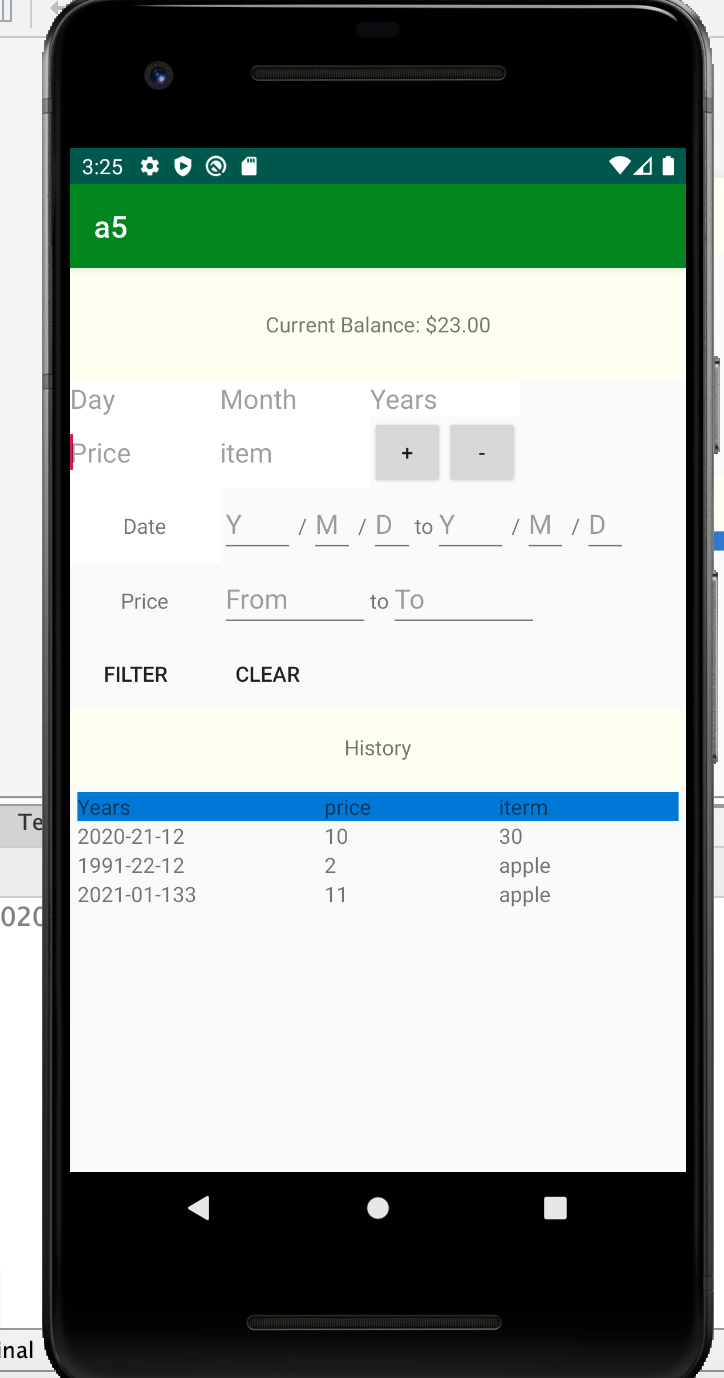 3:25
a5
Current Balance: $23.00
Day Month Years
Price item + -
Date Y / M / D to Y / M / D
Price From to To
FILTER CLEAR
History
Years price iterm
2020-21-12 10 30
1991-22-12 2 apple
2021-01-133 11 apple
Te
020
inal